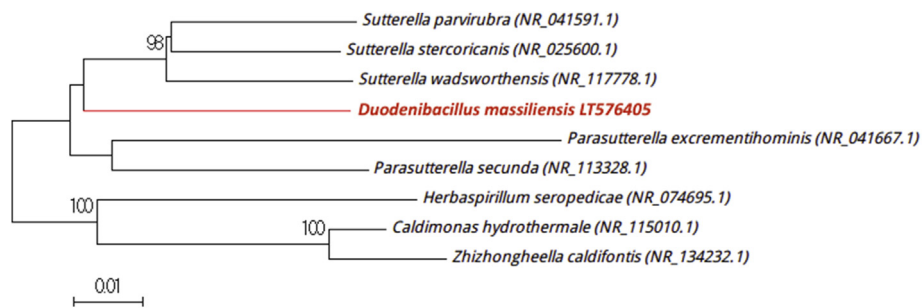 Sutterella parvirubra (NR_041591.1)
98
Sutterella stercoricanis (NR_025600.1)
Sutterella wadsworthensis (NR_117778.1)
Duodenibacillus massiliensis LT576405
Parasutterella excrementihominis (NR_041667.1)
Parasutterella secunda (NR_113328.1)
Herbaspirillum seropedicae (NR_074695.1)
100
Caldimonas hydrothermale (NR_115010.1)
100
Zhizhongheella caldifontis (NR_134232.1)
0.01